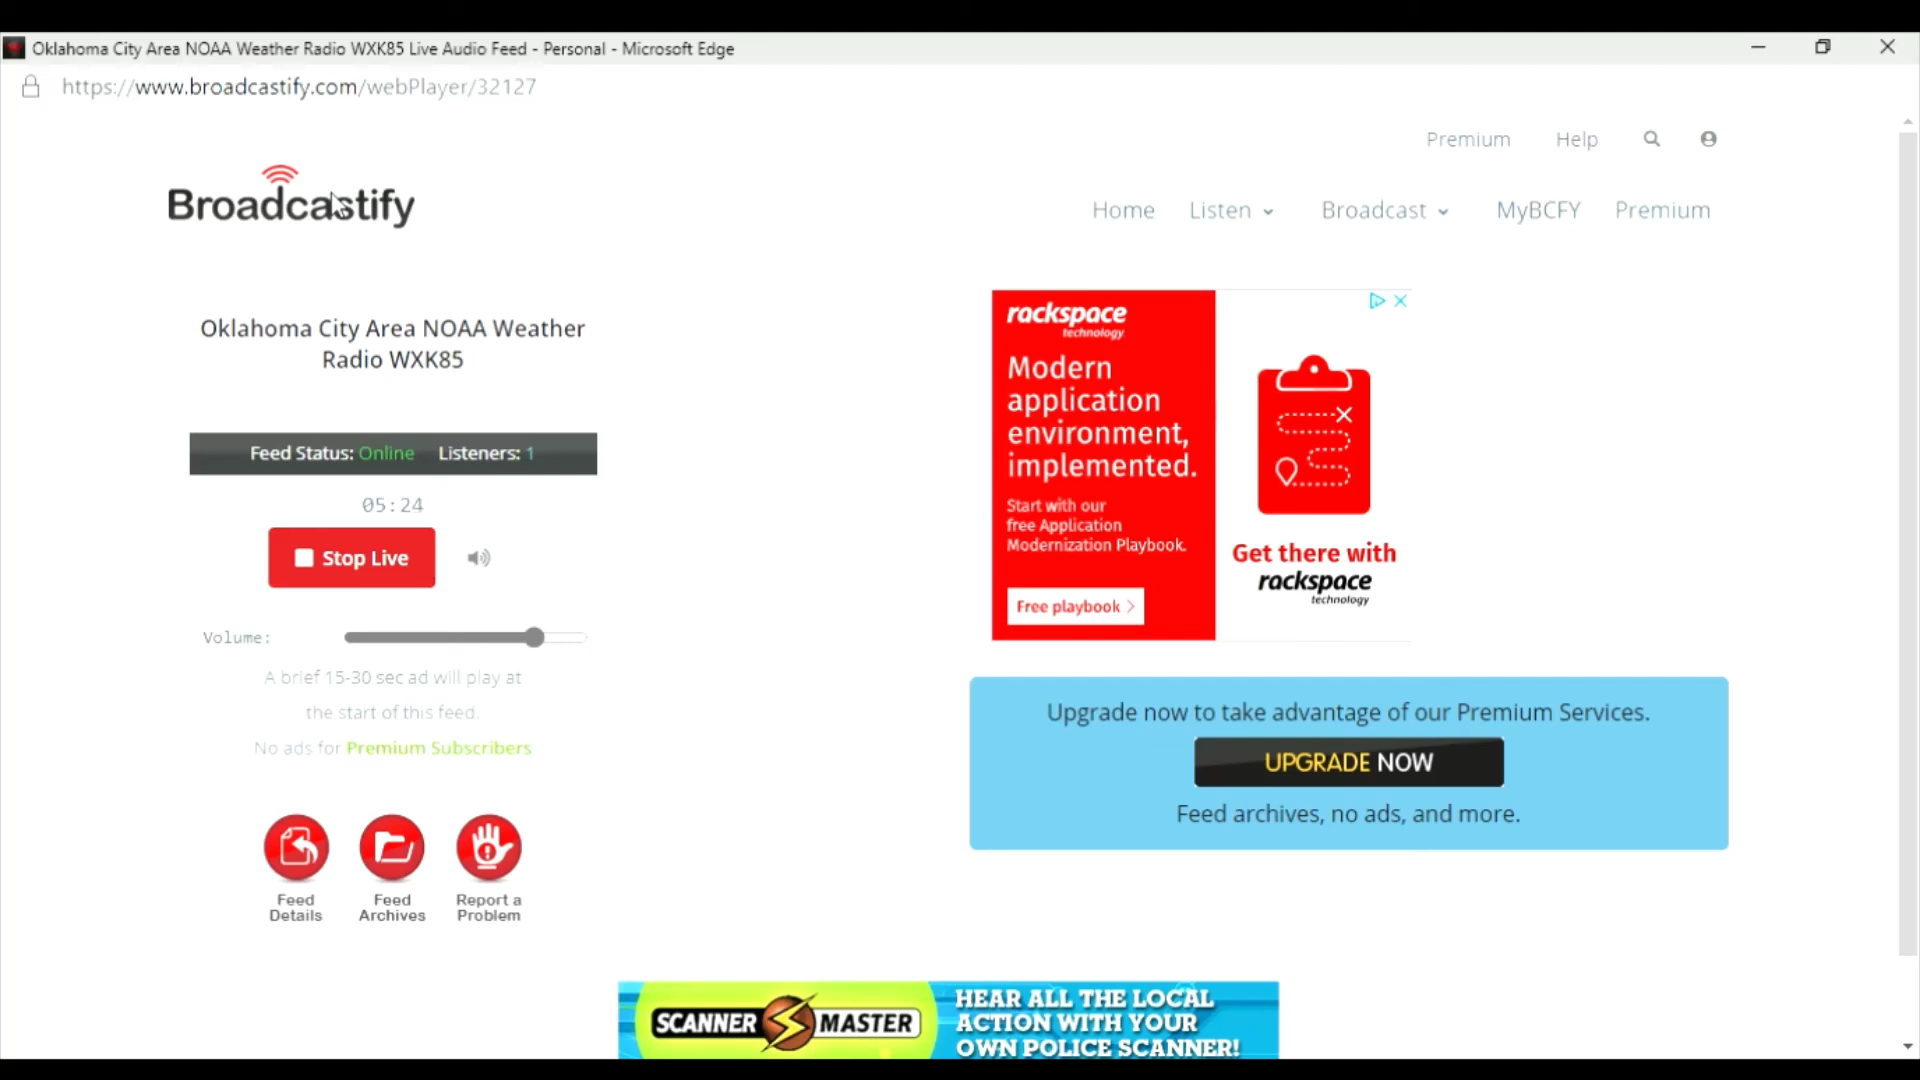 Oklahoma City Area NOAA Weather Radio WXK85 Live Audio Feed - Personal - Microsoft Edge
https://www.broadcastify.com/webPlayer/32127
Premium Help
Broadcastify
Home Listen Broadcast MyBCFY Premium
Oklahoma City Area NOAA Weather
Radio WXK85
Feed Status: Online Listeners: 1
05:24
Stop Live
Volume:
A brief 15-30 sec ad will play at
the start of this feed.
No ads for Premium Subscribers
Feed
Details
Feed
Archives
Report a
Problem
rackspace
technology
Modern
application
environment,
implemented.
Start with our
free Application
Modernization Playbook.
Free playbook >
Get there with
rackspace
technology
Upgrade now to take advantage of our Premium Services.
UPGRADE NOW
Feed archives, no ads, and more.
SCANNER MASTER
HEAR ALL THE LOCAL
ACTION WITH YOUR
OWN POLICE SCANNER!